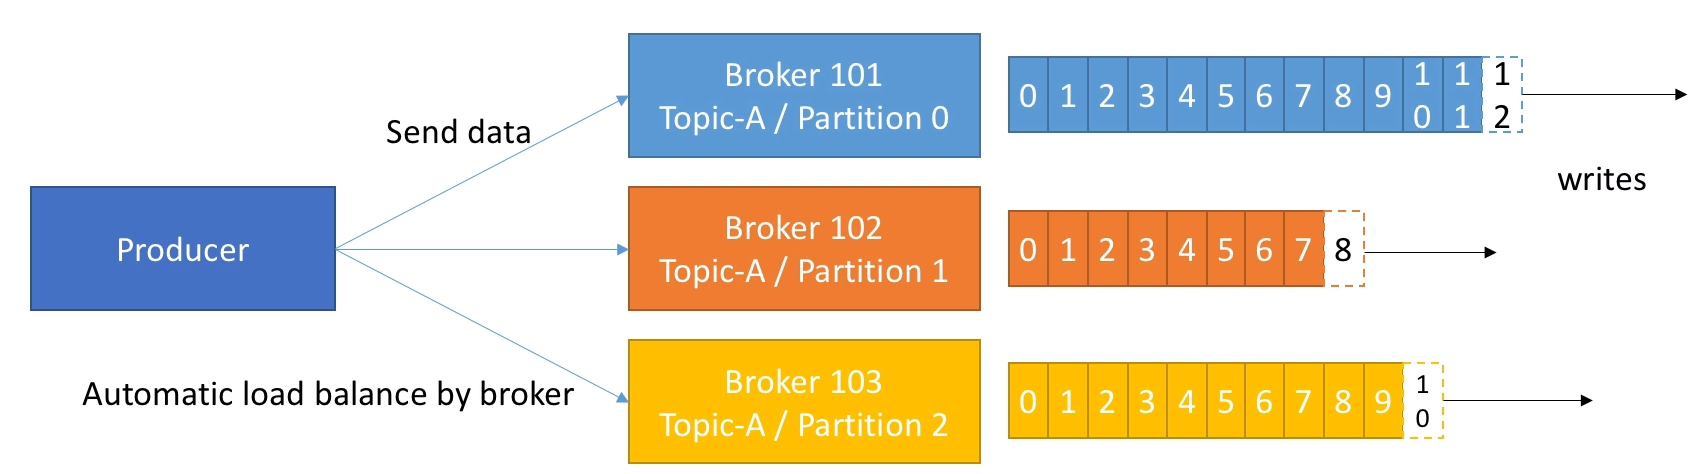 Broker 101
Topic-A / Partition 0
0 1 2 3 4 5 6 7 8 9 10 11 12
Send data
writes
Producer
Broker 102
Topic-A / Partition 1
0 1 2 3 4 5 6 7 8
Automatic load balance by broker
Broker 103
Topic-A / Partition 2
0 1 2 3 4 5 6 7 8 9 10